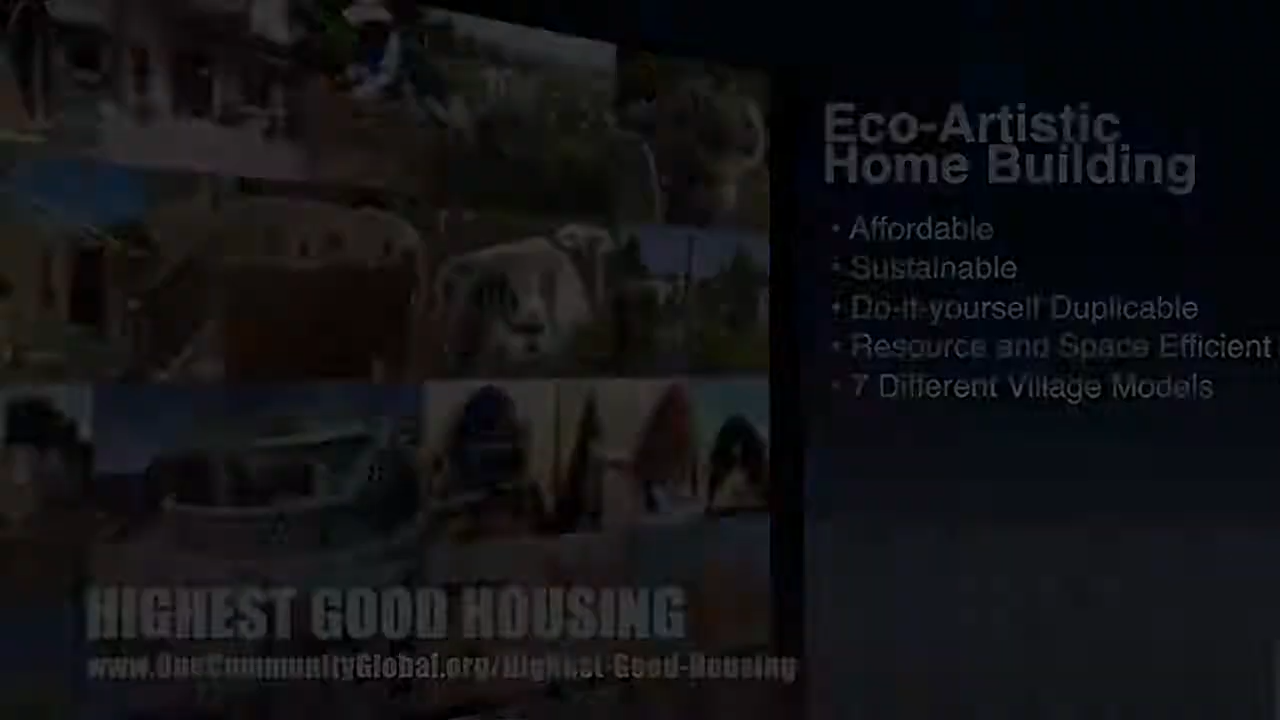 Eco-Artistic
Home Building
• Affordable
• Sustainable
• Do-it-yourself Duplicable
• Resource and Space Efficient
• 7 Different Village Models
HIGHEST GOOD HOUSING
www.OneCommunityGlobal.org/Highest-Good-Housing